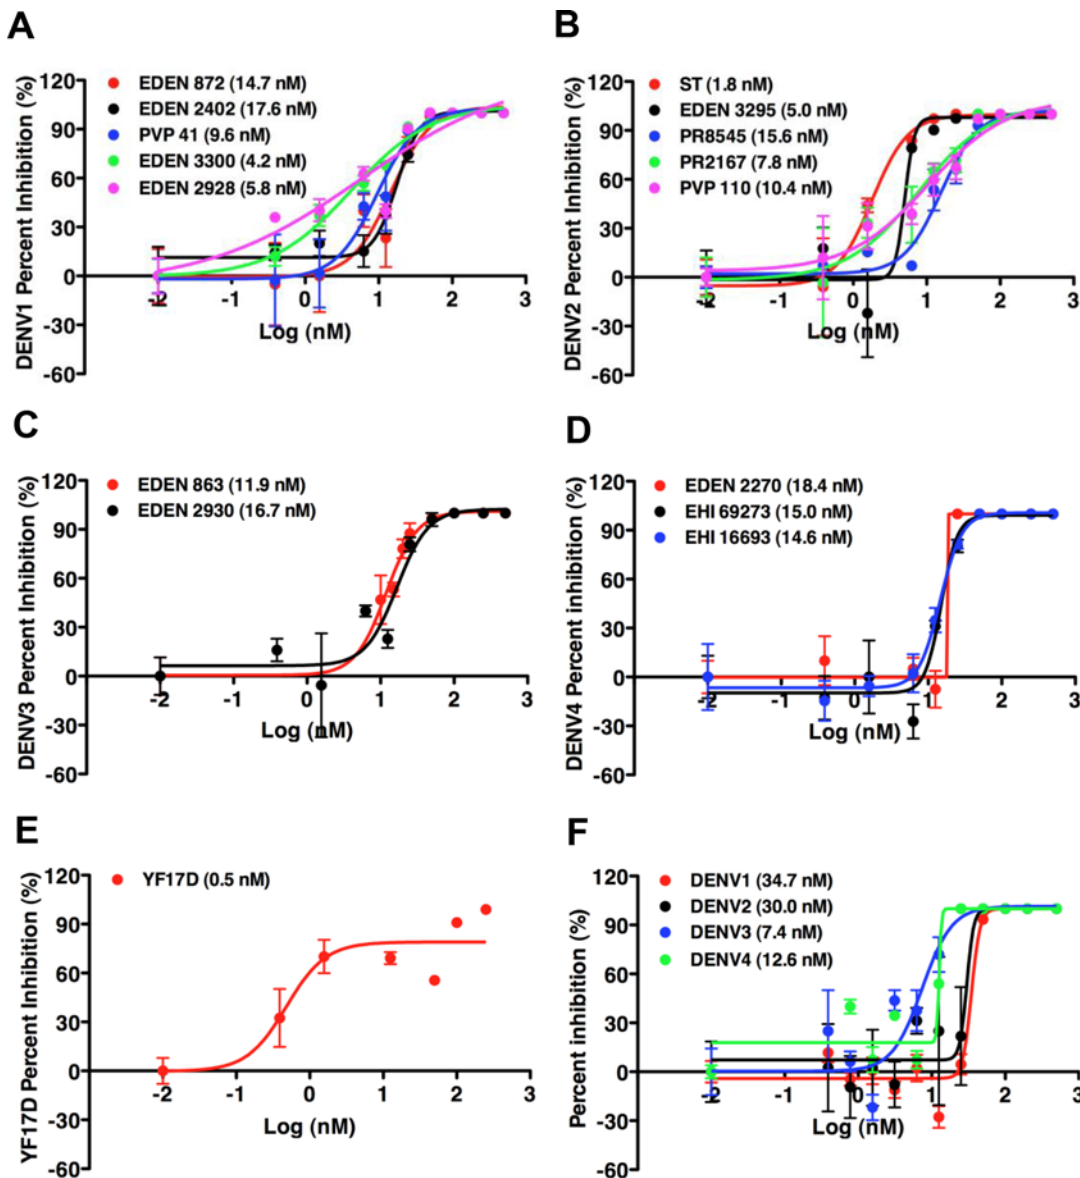 A
DENV1 Percent Inhibition (%)
120
90
60
30
0
-30
-60
EDEN 872 (14.7 nM)
EDEN 2402 (17.6 nM)
PVP 41 (9.6 nM)
EDEN 3300 (4.2 nM)
EDEN 2928 (5.8 nM)
-2 -1 0 1 2 3
Log (nM)
B
DENV2 Percent Inhibition (%)
120
90
60
30
0
-30
-60
ST (1.8 nM)
EDEN 3295 (5.0 nM)
PR8545 (15.6 nM)
PR2167 (7.8 nM)
PVP 110 (10.4 nM)
-2 -1 0 1 2 3
Log (nM)
C
DENV3 Percent Inhibition (%)
120
90
60
30
0
-30
-60
EDEN 863 (11.9 nM)
EDEN 2930 (16.7 nM)
-2 -1 0 1 2 3
Log (nM)
D
DENV4 Percent inhibition (%)
120
90
60
30
0
-30
-60
EDEN 2270 (18.4 nM)
EHI 69273 (15.0 nM)
EHI 16693 (14.6 nM)
-2 -1 0 1 2 3
Log (nM)
E
YF17D Percent Inhibition (%)
120
90
60
30
0
-30
-60
YF17D (0.5 nM)
-2 -1 0 1 2 3
Log (nM)
F
Percent inhibition (%)
120
90
60
30
0
-30
-60
DENV1 (34.7 nM)
DENV2 (30.0 nM)
DENV3 (7.4 nM)
DENV4 (12.6 nM)
-2 -1 0 1 2 3
Log (nM)